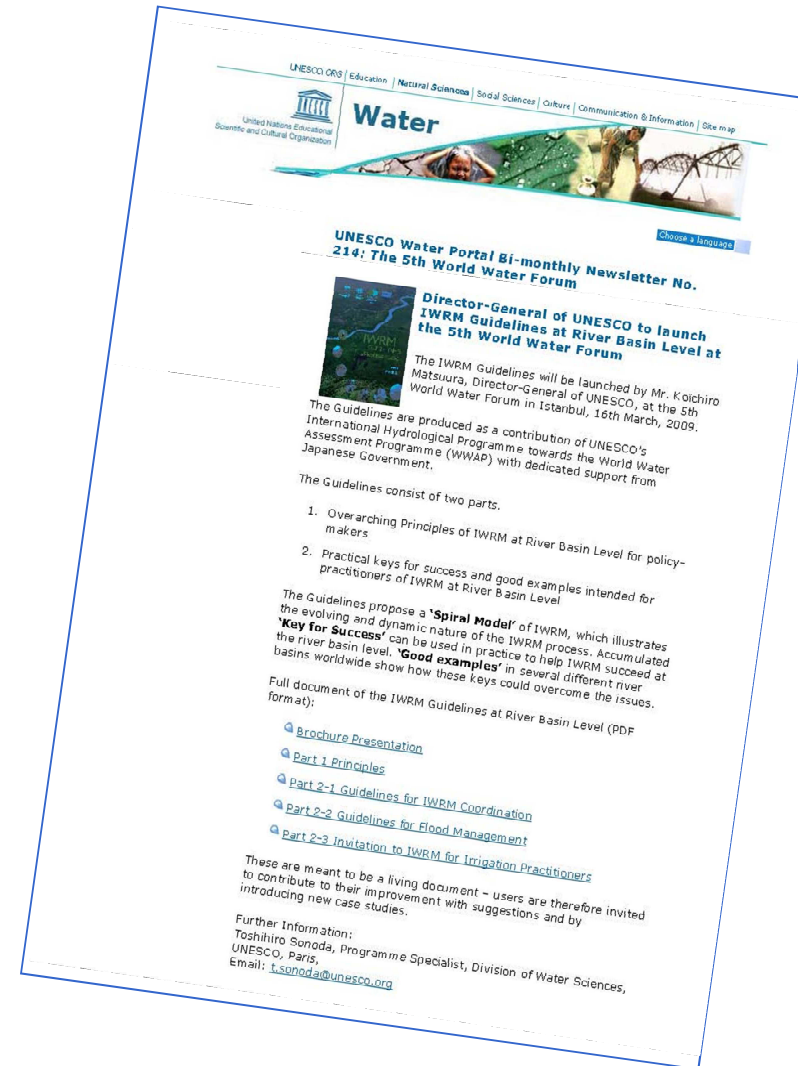 UNESCO.ORG | Education | Natural Sciences | Social Sciences | Culture | Communication & Information | Site map
United Nations Educational
Scientific and Cultural Organization
Water
Choose a language
UNESCO Water Portal Bi-monthly Newsletter No.
214: The 5th World Water Forum
IWRM
Director-General of UNESCO to launch
IWRM Guidelines at River Basin Level at
the 5th World Water Forum
The IWRM Guidelines will be launched by Mr. Koïchiro
Matsuura, Director-General of UNESCO, at the 5th
World Water Forum in Istanbul, 16th March, 2009.
The Guidelines are produced as a contribution of UNESCO's
International Hydrological Programme towards the World Water
Assessment Programme (WWAP) with dedicated support from
Japanese Government.
The Guidelines consist of two parts.
1. Overarching Principles of IWRM at River Basin Level for policy-
makers
2. Practical keys for success and good examples intended for
practitioners of IWRM at River Basin Level
The Guidelines propose a 'Spiral Model' of IWRM, which illustrates
the evolving and dynamic nature of the IWRM process. Accumulated
'Key for Success' can be used in practice to help IWRM succeed at
the river basin level. 'Good examples' in several different river
basins worldwide show how these keys could overcome the issues.
Full document of the IWRM Guidelines at River Basin Level (PDF
format):
Brochure Presentation
Part 1 Principles
Part 2-1 Guidelines for IWRM Coordination
Part 2-2 Guidelines for Flood Management
Part 2-3 Invitation to IWRM for Irrigation Practitioners
These are meant to be a living document – users are therefore invited
to contribute to their improvement with suggestions and by
introducing new case studies.
Further Information:
Toshihiro Sonoda, Programme Specialist, Division of Water Sciences,
UNESCO, Paris,
Email: t.sonoda@unesco.org